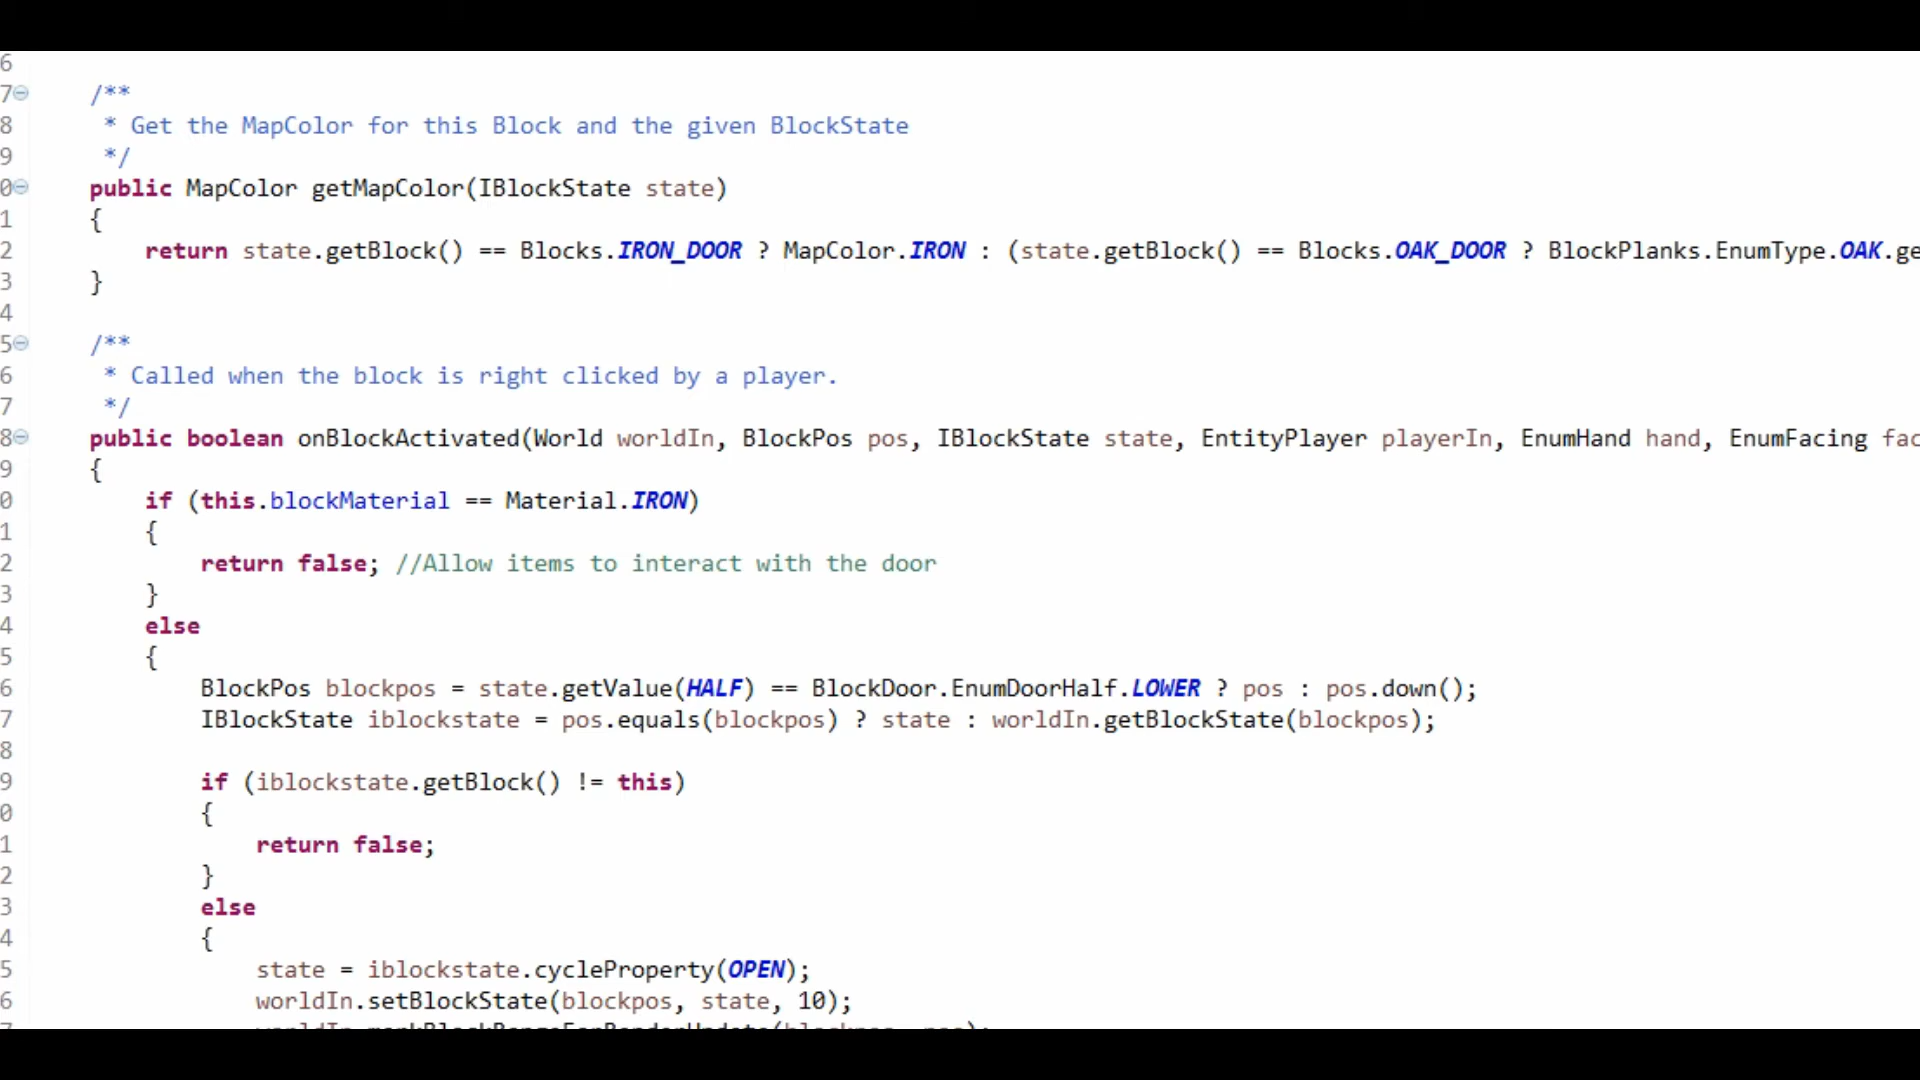 6
7 /**
8 * Get the MapColor for this Block and the given BlockState
9 */
0 public MapColor getMapColor(IBlockState state)
1 {
2 return state.getBlock() == Blocks.IRON_DOOR ? MapColor.IRON : (state.getBlock() == Blocks.OAK_DOOR ? BlockPlanks.EnumType.OAK.ge
3 }
4
5 /**
6 * Called when the block is right clicked by a player.
7 */
8 public boolean onBlockActivated(World worldIn, BlockPos pos, IBlockState state, EntityPlayer playerIn, EnumHand hand, EnumFacing fac
9 {
0 if (this.blockMaterial == Material.IRON)
1 {
2 return false; //Allow items to interact with the door
3 }
4 else
5 {
6 BlockPos blockpos = state.getValue(HALF) == BlockDoor.EnumDoorHalf.LOWER ? pos : pos.down();
7 IBlockState iblockstate = pos.equals(blockpos) ? state : worldIn.getBlockState(blockpos);
8
9 if (iblockstate.getBlock() != this)
0 {
1 return false;
2 }
3 else
4 {
5 state = iblockstate.cycleProperty(OPEN);
6 worldIn.setBlockState(blockpos, state, 10);